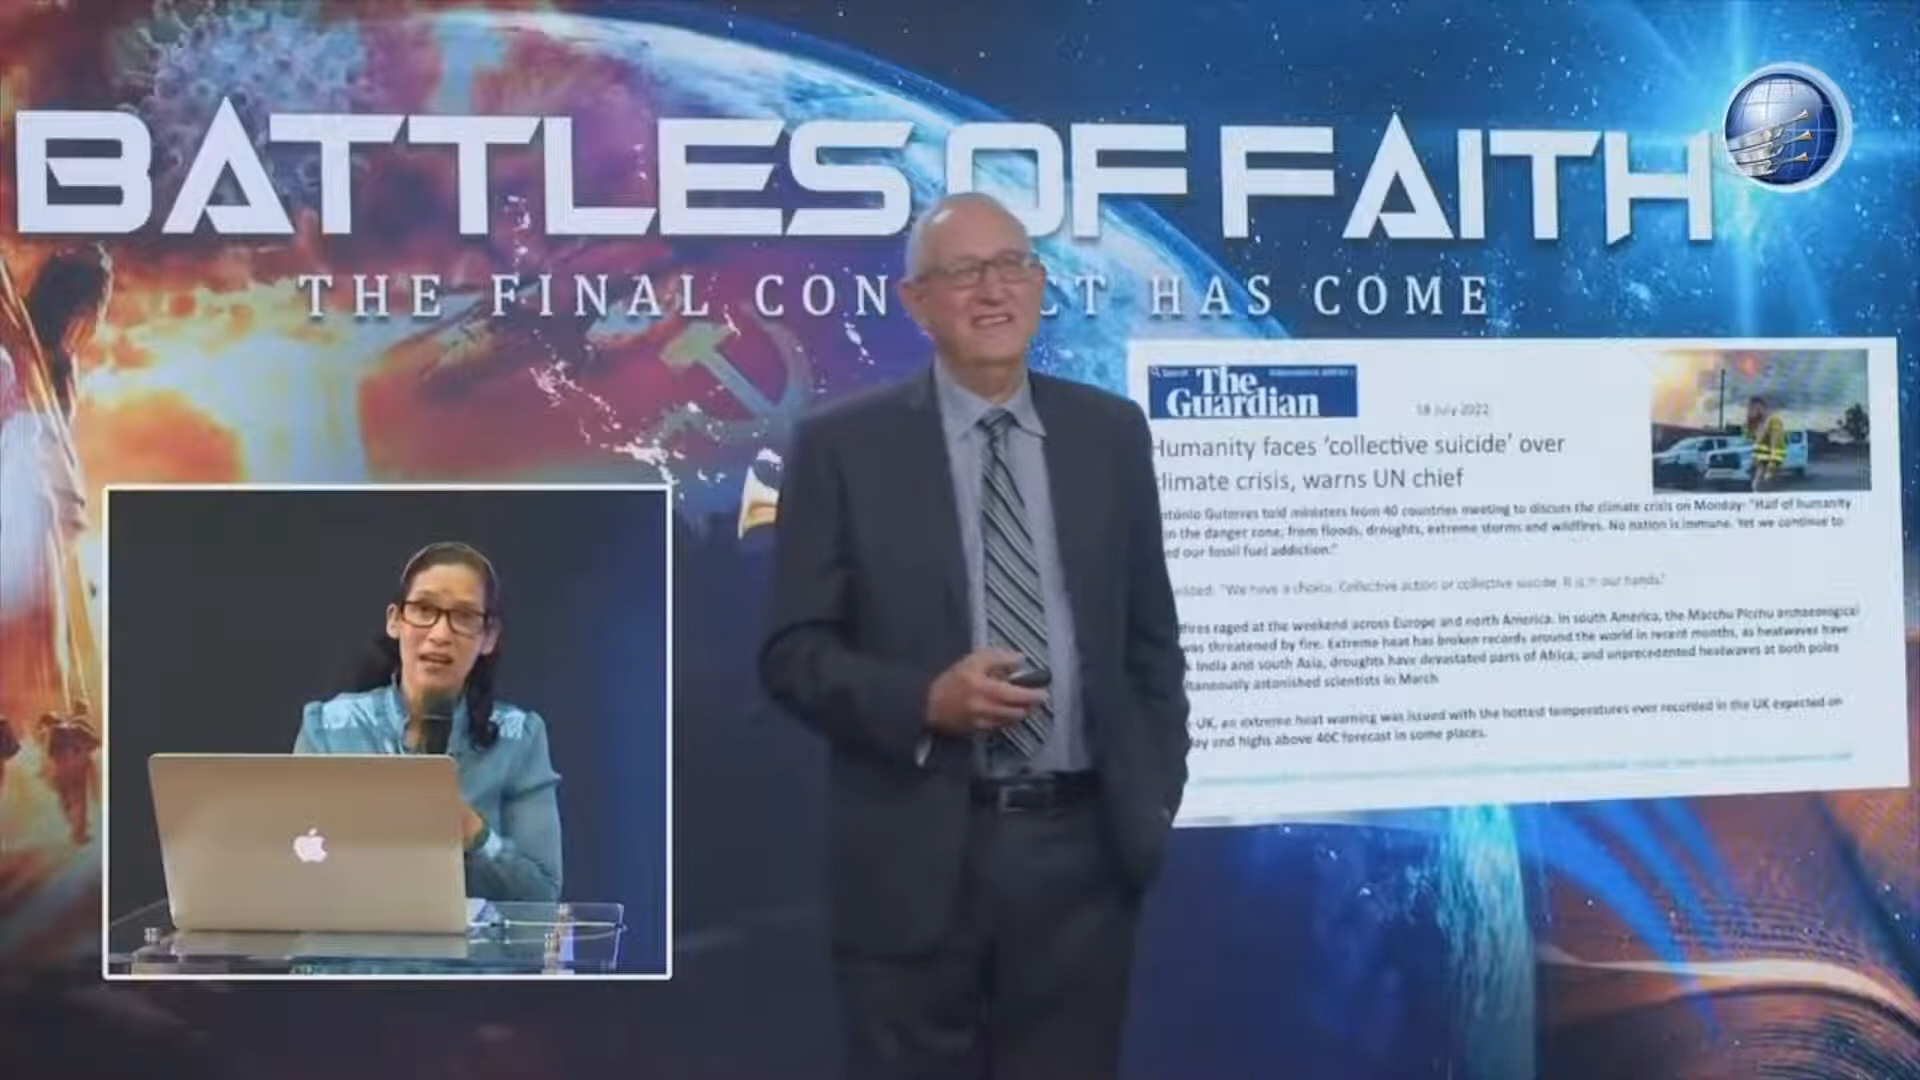 BATTLES OF FAITH
THE FINAL CON CT HAS COME
The
Guardian
18 July 2022
Humanity faces 'collective suicide' over
limate crisis, warns UN chief
tónio Guterres told ministers from 40 countries meeting to discuss the climate crisis on Monday: "Half of humanity
in the danger zone, from floods, droughts, extreme storms and wildfires. No nation is immune. Yet we continue to
ed our fossil fuel addiction."
added: "We have a choice. Collective action or collective suicide. It is in our hands."
fires raged at the weekend across Europe and north America. In south America, the Macchu Picchu archaeological
was threatened by fire. Extreme heat has broken records around the world in recent months, as heatwaves have
k India and south Asia, droughts have devastated parts of Africa, and unprecedented heatwaves at both poles
ltaneously astonished scientists in March
UK, an extreme heat warning was issued with the hottest temperatures ever recorded in the UK expected on
ay and highs above 40C forecast in some places.